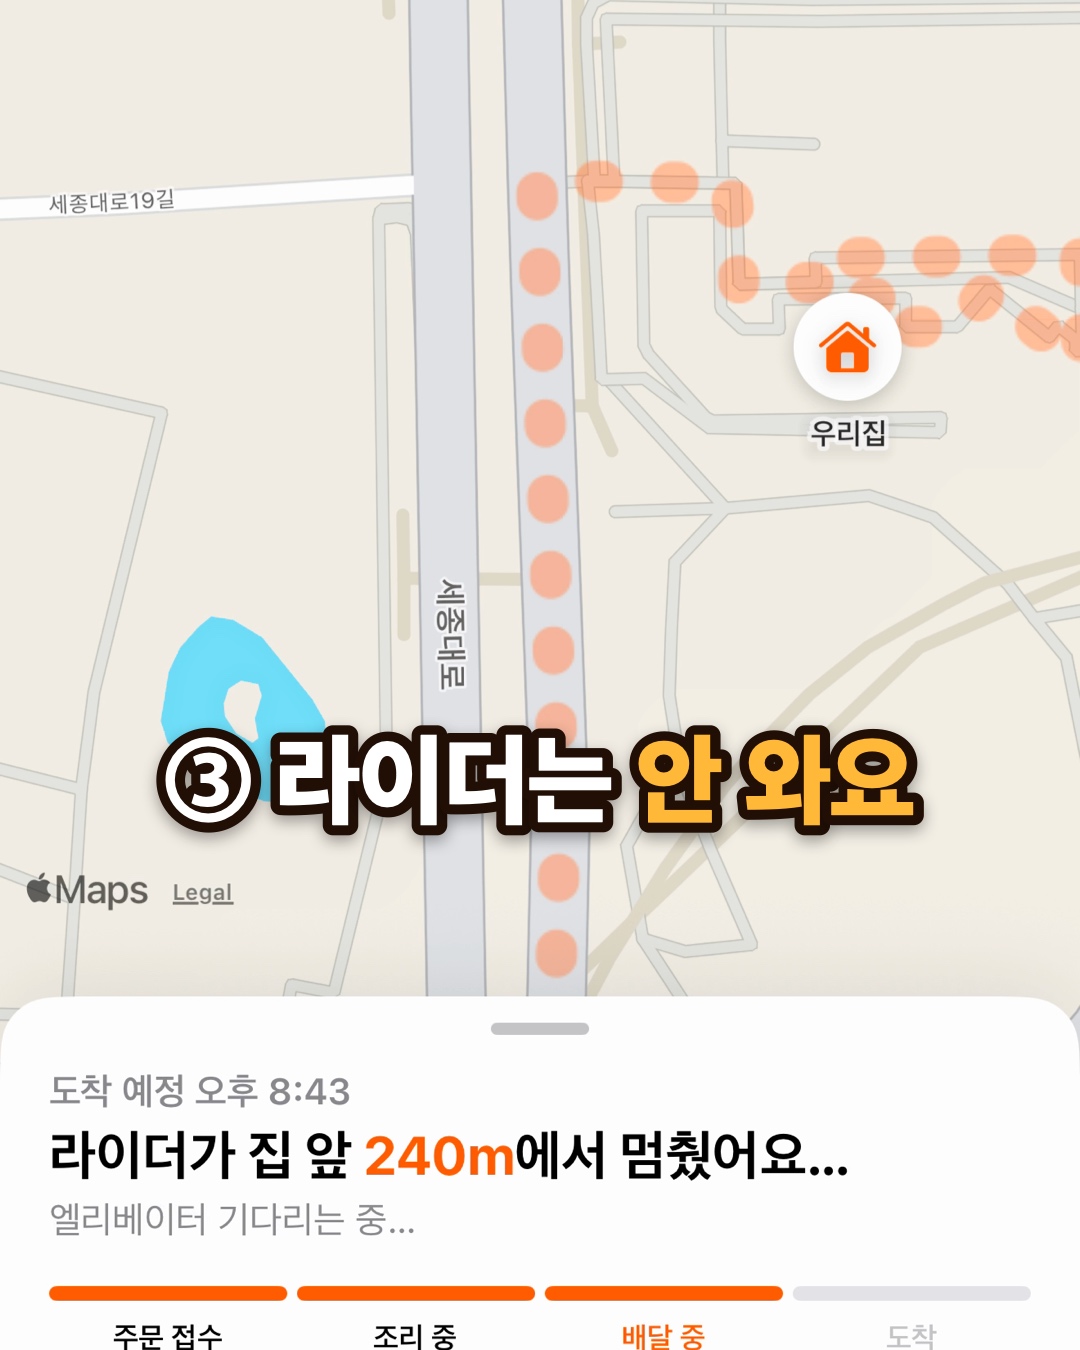 세종대로19길
우리집
세종대로
③ 라이더는 안 와요
Maps Legal
도착 예정 오후 8:43
라이더가 집 앞 240m에서 멈췄어요...
엘리베이터 기다리는 중...
주문 접수 조리 중 배달 중 도착